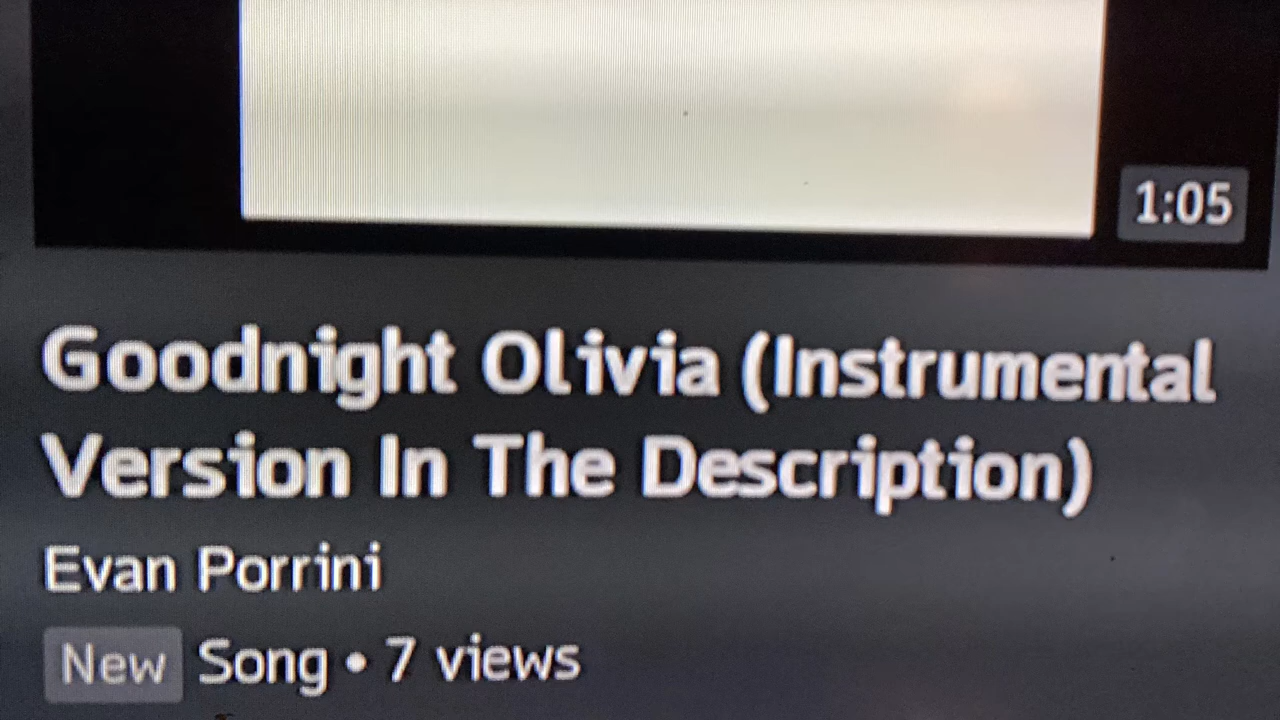 1:05
Goodnight Olivia (Instrumental
Version In The Description)
Evan Porrini
New Song • 7 views